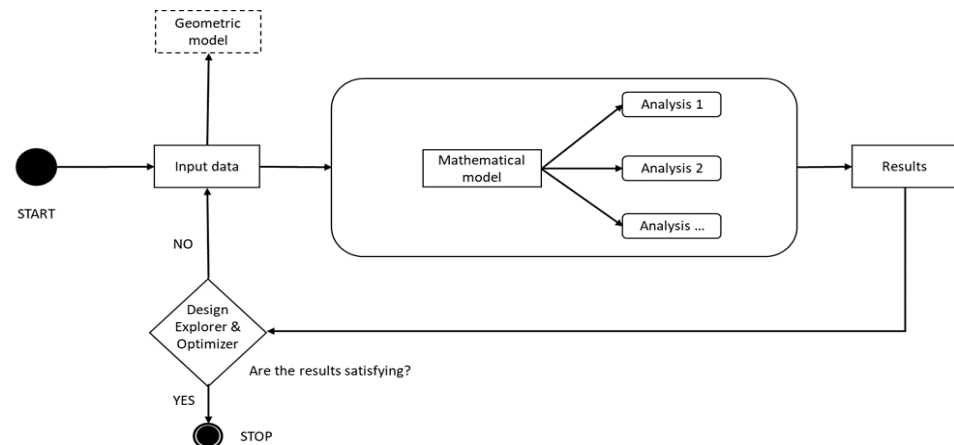 Geometric
model
Analysis 1
Input data
Mathematical
model
Analysis 2
Results
START
Analysis ...
NO
Design
Explorer &
Optimizer
Are the results satisfying?
YES
STOP